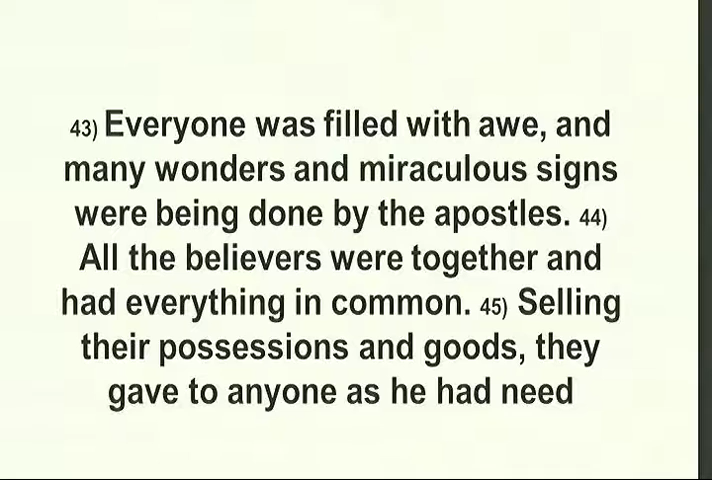 43) Everyone was filled with awe, and
many wonders and miraculous signs
were being done by the apostles. 44)
All the believers were together and
had everything in common. 45) Selling
their possessions and goods, they
gave to anyone as he had need